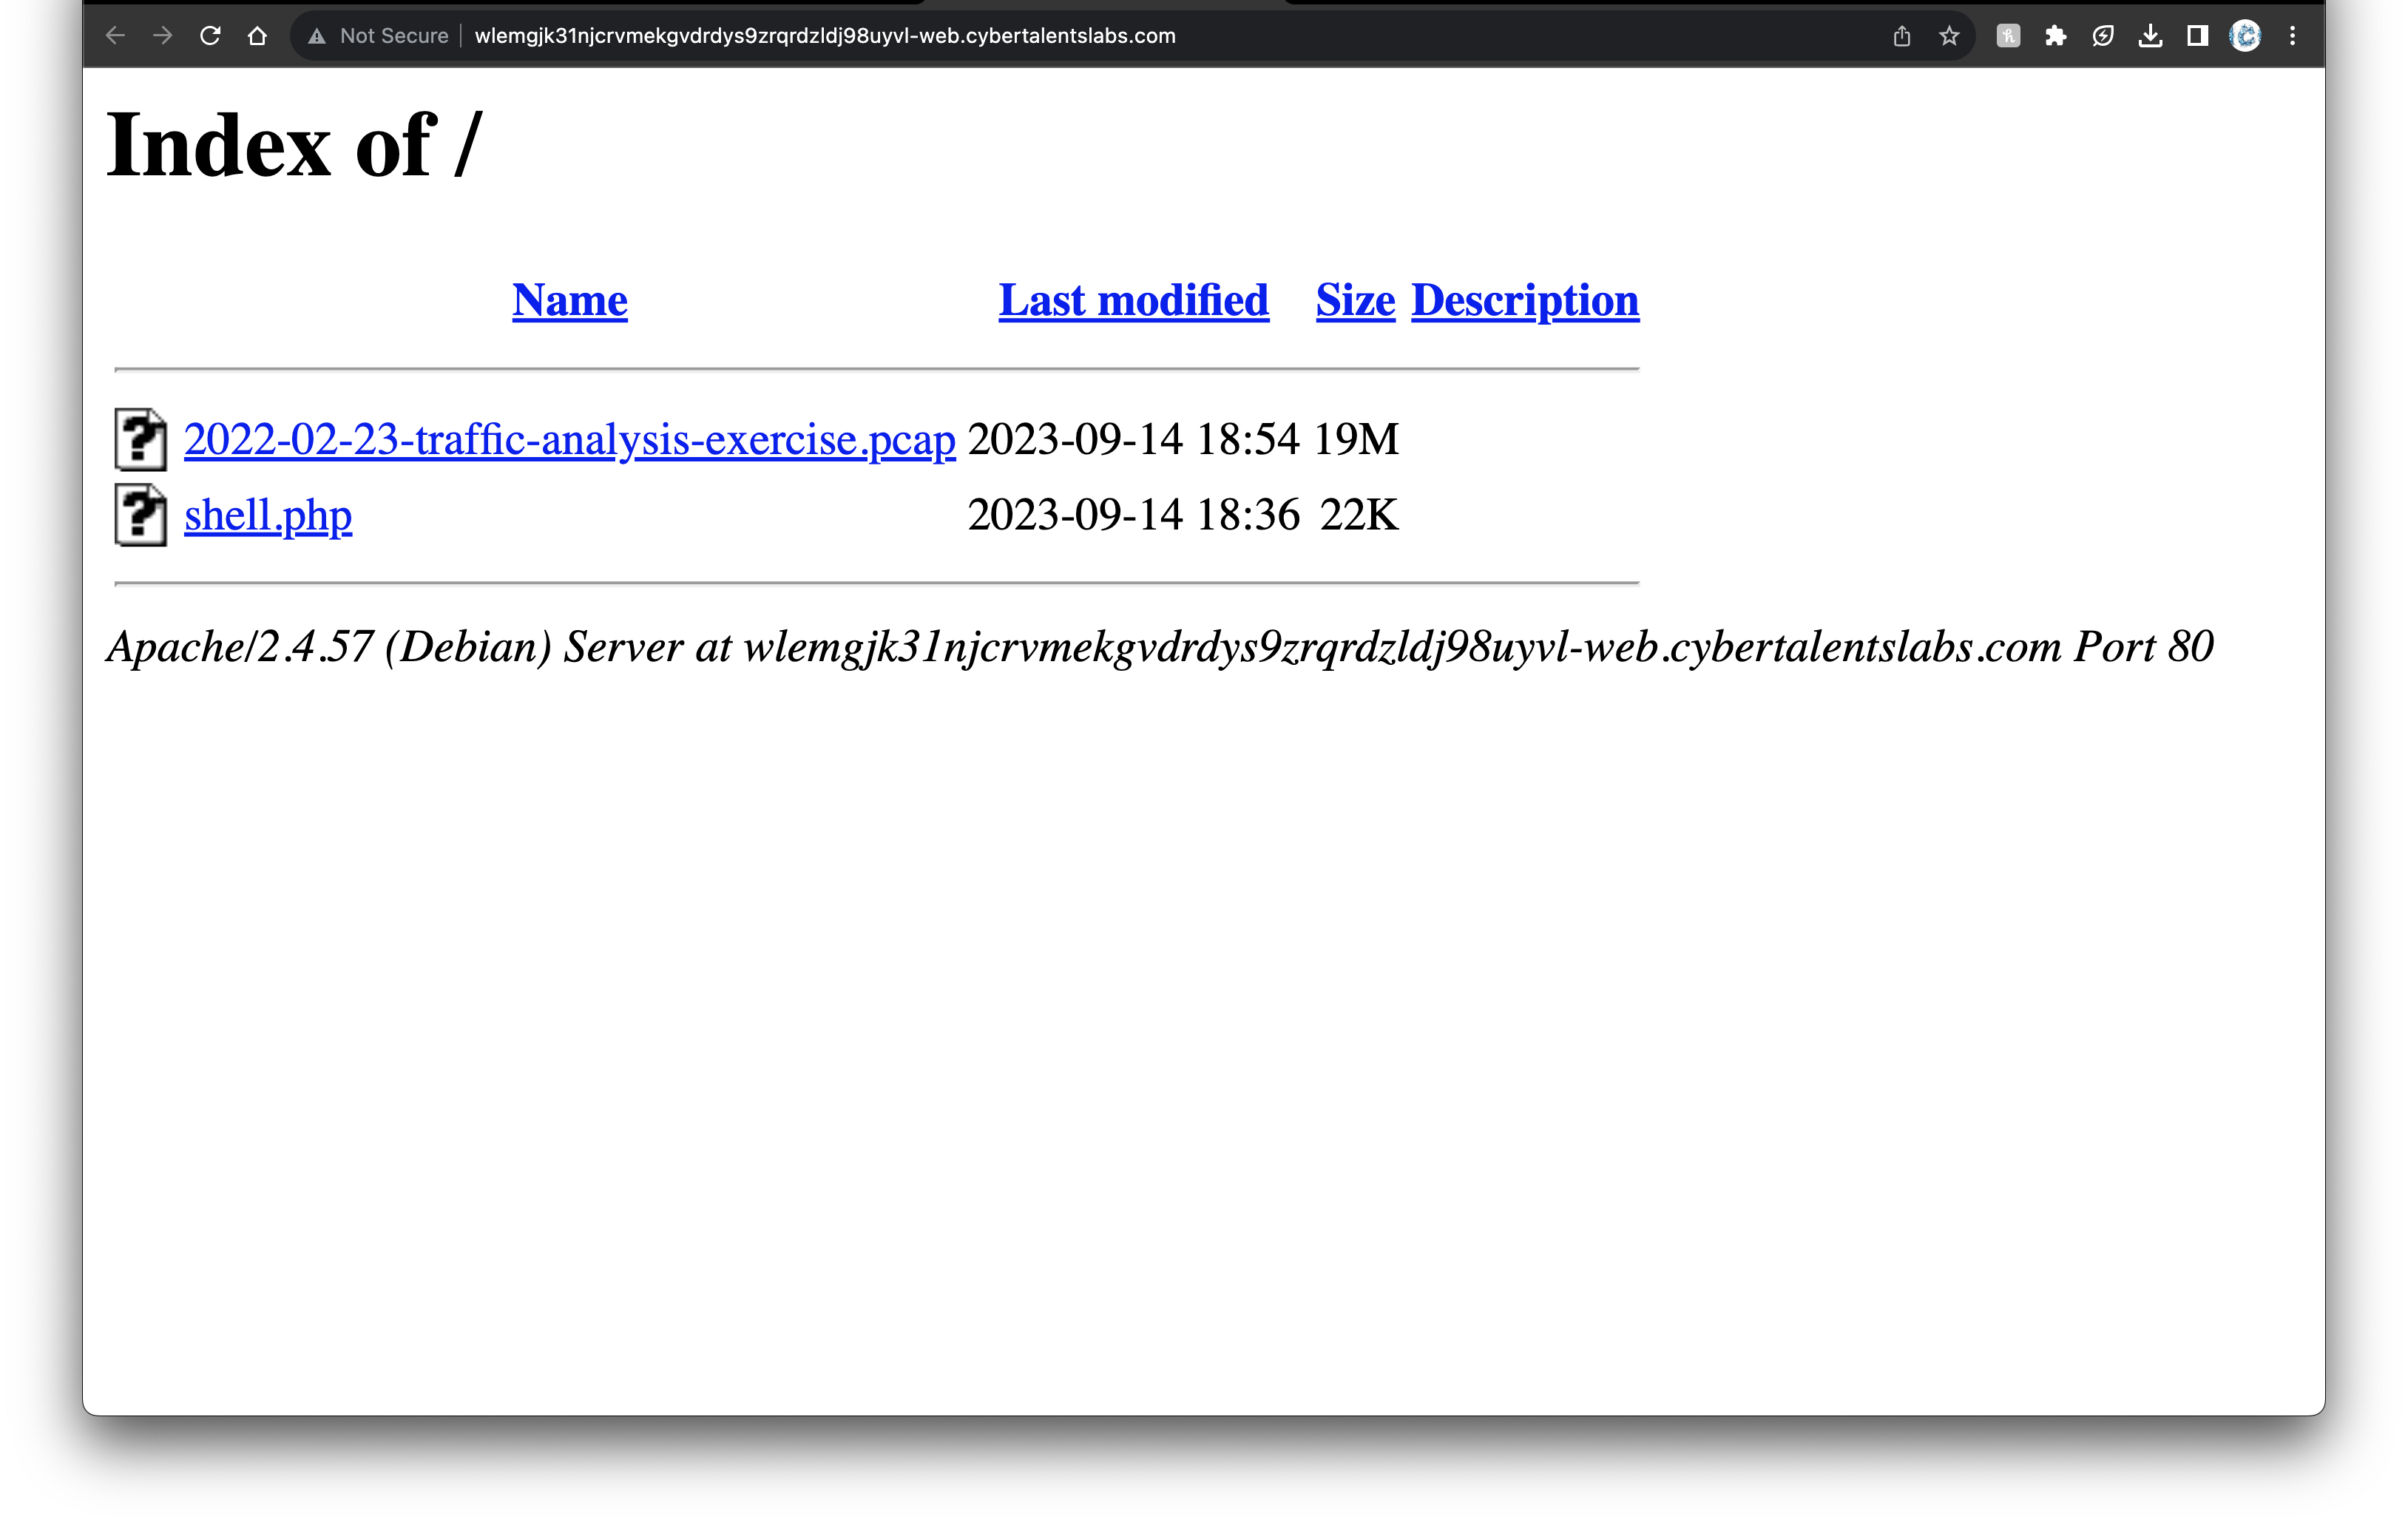 Not Secure wlemgjk31njcrvmekgvdrdys9zrqrdzldj98uyvl-web.cybertalentslabs.com
Index of /
Name Last modified Size Description
2022-02-23-traffic-analysis-exercise.pcap 2023-09-14 18:54 19M
shell.php 2023-09-14 18:36 22K
Apache/2.4.57 (Debian) Server at wlemgjk31njcrvmekgvdrdys9zrqrdzldj98uyvl-web.cybertalentslabs.com Port 80